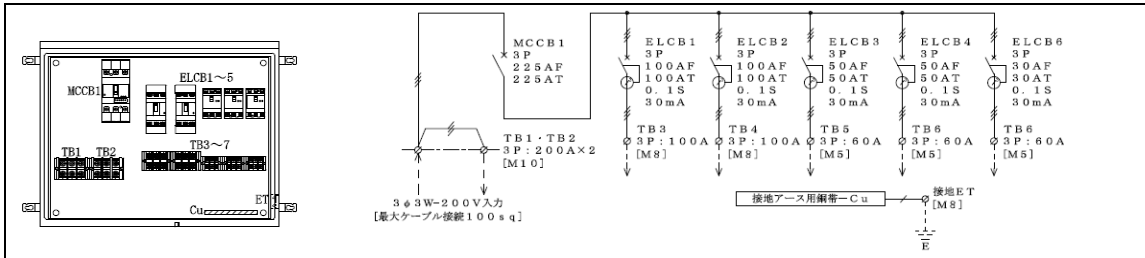 MCCB1
ELCB1～5
TB1
TB2
TB3～7
ET
Cu
MCCB1
3P
225AF
225AT
ELCB1
3P
100AF
100AT
0.1S
30mA
ELCB2
3P
100AF
100AT
0.1S
30mA
ELCB3
3P
50AF
50AT
0.1S
30mA
ELCB4
3P
50AF
50AT
0.1S
30mA
ELCB6
3P
30AF
30AT
0.1S
30mA
TB1・TB2
3P:200A×2
[M10]
TB3
3P:100A
[M8]
TB4
3P:100A
[M8]
TB5
3P:60A
[M5]
TB6
3P:60A
[M5]
TB6
3P:60A
[M5]
3φ3W-200V入力
[最大ケーブル接続100sq]
接地アース用銅帯-Cu
接地ET
[M8]
E